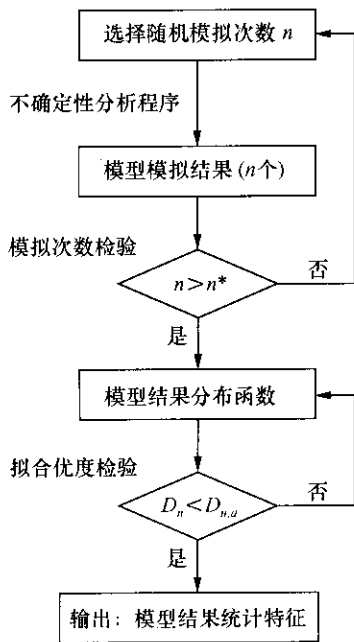 选择随机模拟次数 n
不确定性分析程序
模型模拟结果 (n个)
模拟次数检验
n>n*
否
是
模型结果分布函数
拟合优度检验
Dn<Dn,a
否
是
输出：模型结果统计特征